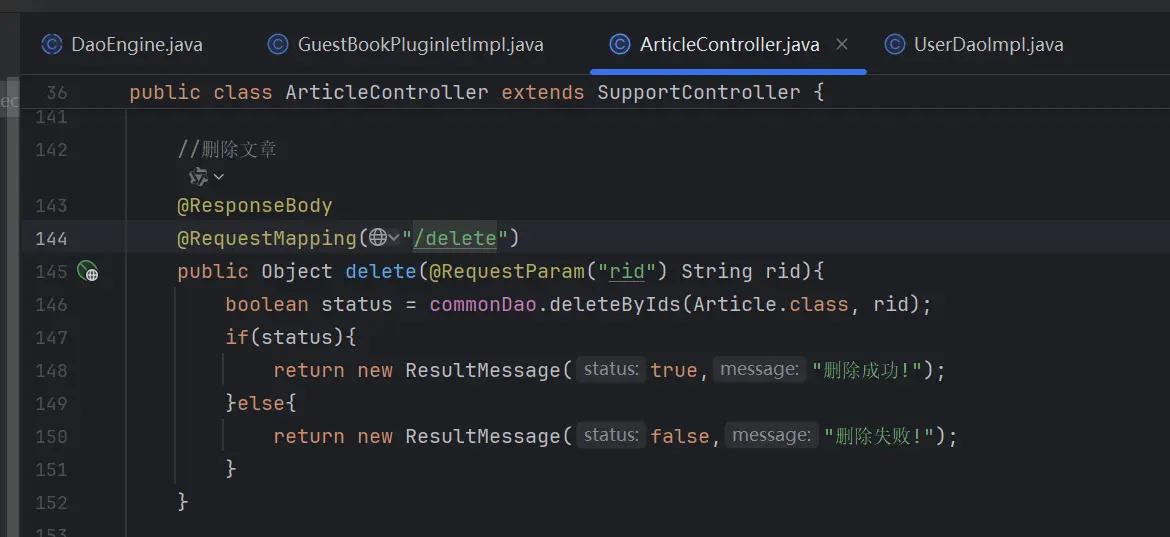 DaoEngine.java GuestBookPluginletImpl.java ArticleController.java UserDaoImpl.java
36 public class ArticleController extends SupportController {
141
142 //删除文章
143 @ResponseBody
144 @RequestMapping("/delete")
145 public Object delete(@RequestParam("rid") String rid){
146 boolean status = commonDao.deleteByIds(Article.class, rid);
147 if(status){
148 return new ResultMessage( status: true, message: "删除成功!");
149 }else{
150 return new ResultMessage( status: false, message: "删除失败!");
151 }
152 }
153